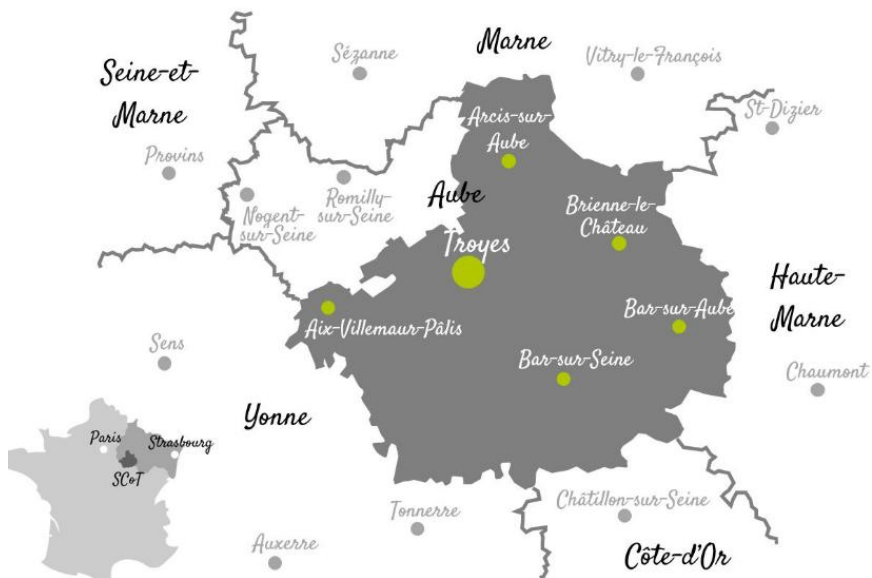 Marne
Sézanne
Vitry-le-François
Seine-et-
Marne
St-Dizier
Arcis-sur-
Aube
Provins
Aube
Romilly-
sur-Seine
Nogent-
sur-Seine
Brienne-le-
Château
Troyes
Haute-
Marne
Bar-sur-Aube
Aix-Villemaur-Pâlis
Bar-sur-Seine
Sens
Chaumont
Yonne
Paris
Strasbourg
SCoT
Tonnerre
Châtillon-sur-Seine
Auxerre
Côte-d'Or